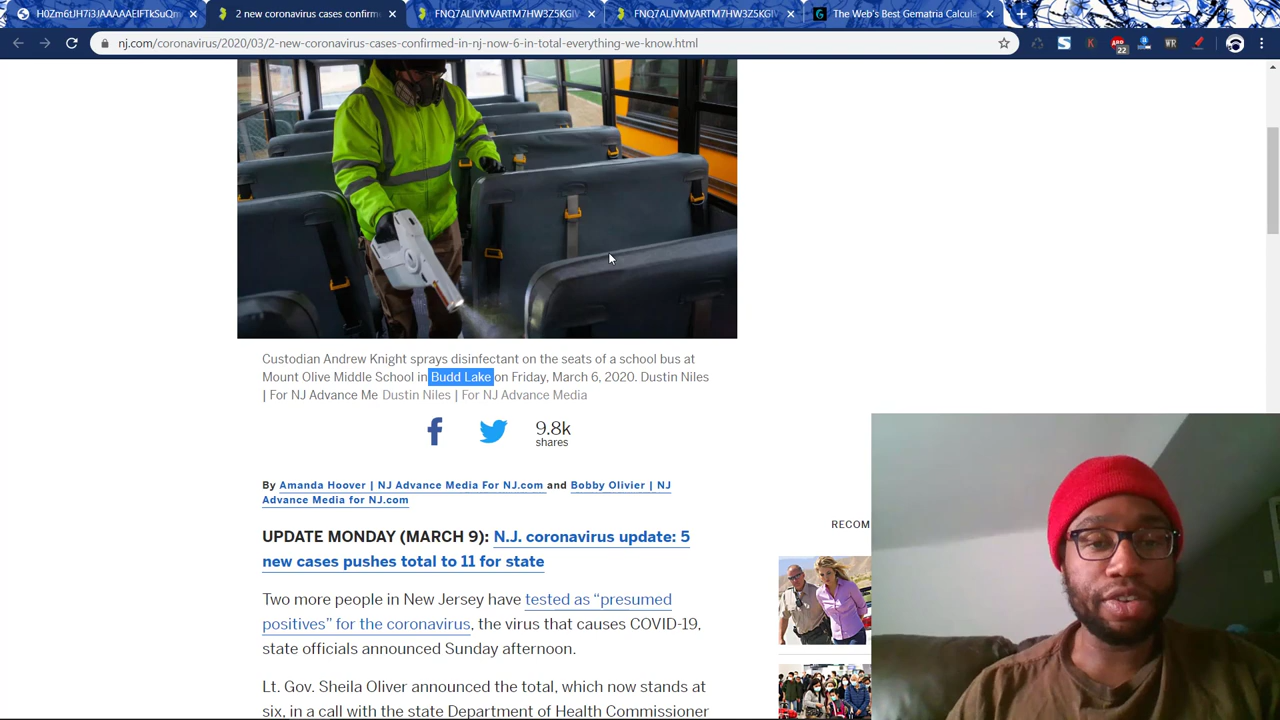 H0Zm6tJH7i3JAAAAAElFTkSuQm
2 new coronavirus cases confirm
FNQ7ALIVMVARTM7HW3Z5KGIV
FNQ7ALIVMVARTM7HW3Z5KGIV
The Web's Best Gematria Calcula
nj.com/coronavirus/2020/03/2-new-coronavirus-cases-confirmed-in-nj-now-6-in-total-everything-we-know.html
22
WR
Custodian Andrew Knight sprays disinfectant on the seats of a school bus at
Mount Olive Middle School in Budd Lake on Friday, March 6, 2020. Dustin Niles
| For NJ Advance Me Dustin Niles | For NJ Advance Media
9.8k
shares
By Amanda Hoover | NJ Advance Media For NJ.com and Bobby Olivier | NJ
Advance Media for NJ.com
UPDATE MONDAY (MARCH 9): N.J. coronavirus update: 5
new cases pushes total to 11 for state
RECOM
Two more people in New Jersey have tested as “presumed
positives” for the coronavirus, the virus that causes COVID-19,
state officials announced Sunday afternoon.
Lt. Gov. Sheila Oliver announced the total, which now stands at
six, in a call with the state Department of Health Commissioner